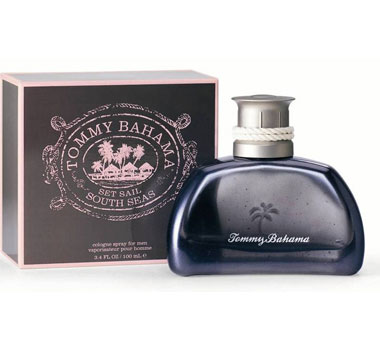 TOMMY BAHAMA
SET SAIL
SOUTH SEAS
cologne spray for men
vaporisateur pour homme
3.4 FL OZ / 100 mL ℮
Tommy Bahama